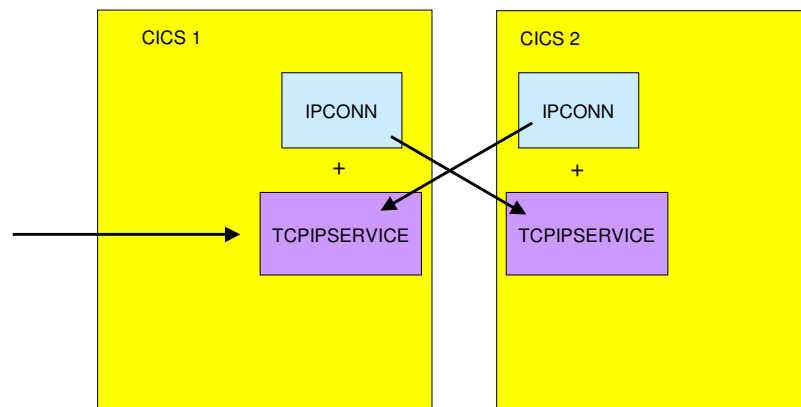 CICS 1
CICS 2
IPCONN
IPCONN
+
+
TCPIPSERVICE
TCPIPSERVICE